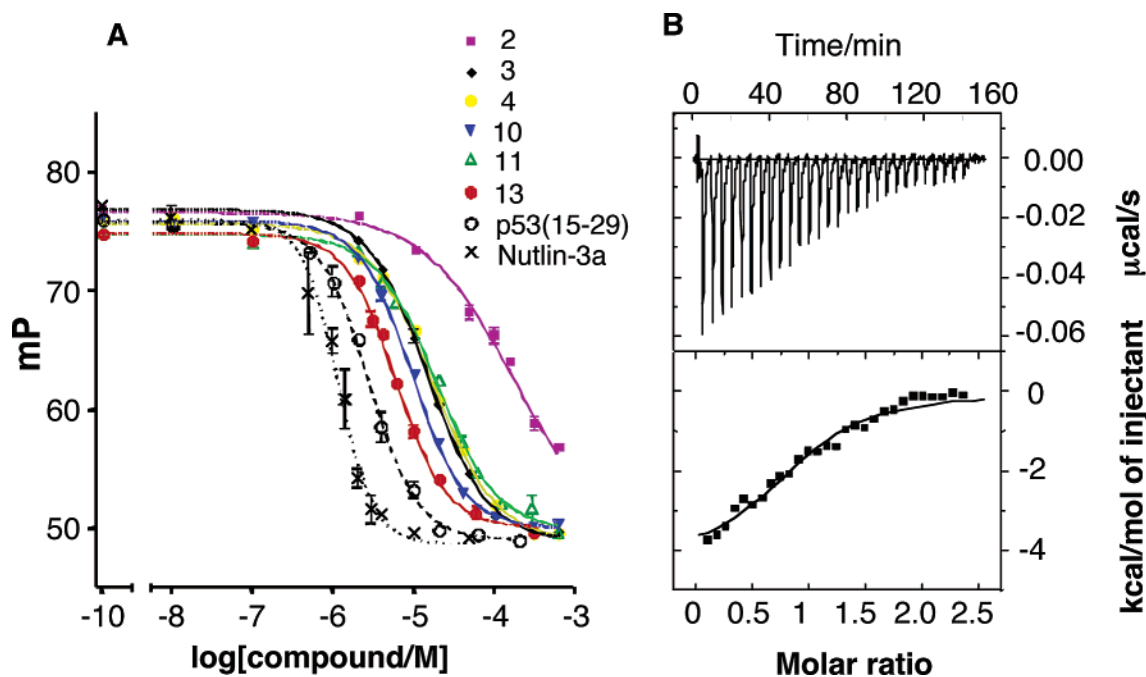 A
2
3
4
10
11
13
p53(15-29)
Nutlin-3a
80
70
60
50
mP
-10 -8 -7 -6 -5 -4 -3
log[compound/M]
B
Time/min
0 40 80 120 160
0.00
-0.02
-0.04
-0.06
μcal/s
0
-2
-4
kcal/mol of injectant
0 0.5 1 1.5 2.0 2.5
Molar ratio